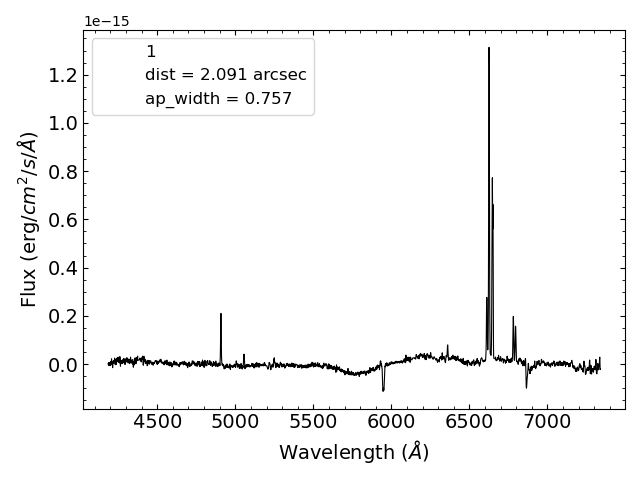 1e−15
1
dist = 2.091 arcsec
ap_width = 0.757
1.2
1.0
0.8
0.6
0.4
0.2
0.0
Flux (erg/cm²/s/Å)
4500 5000 5500 6000 6500 7000
Wavelength (Å)